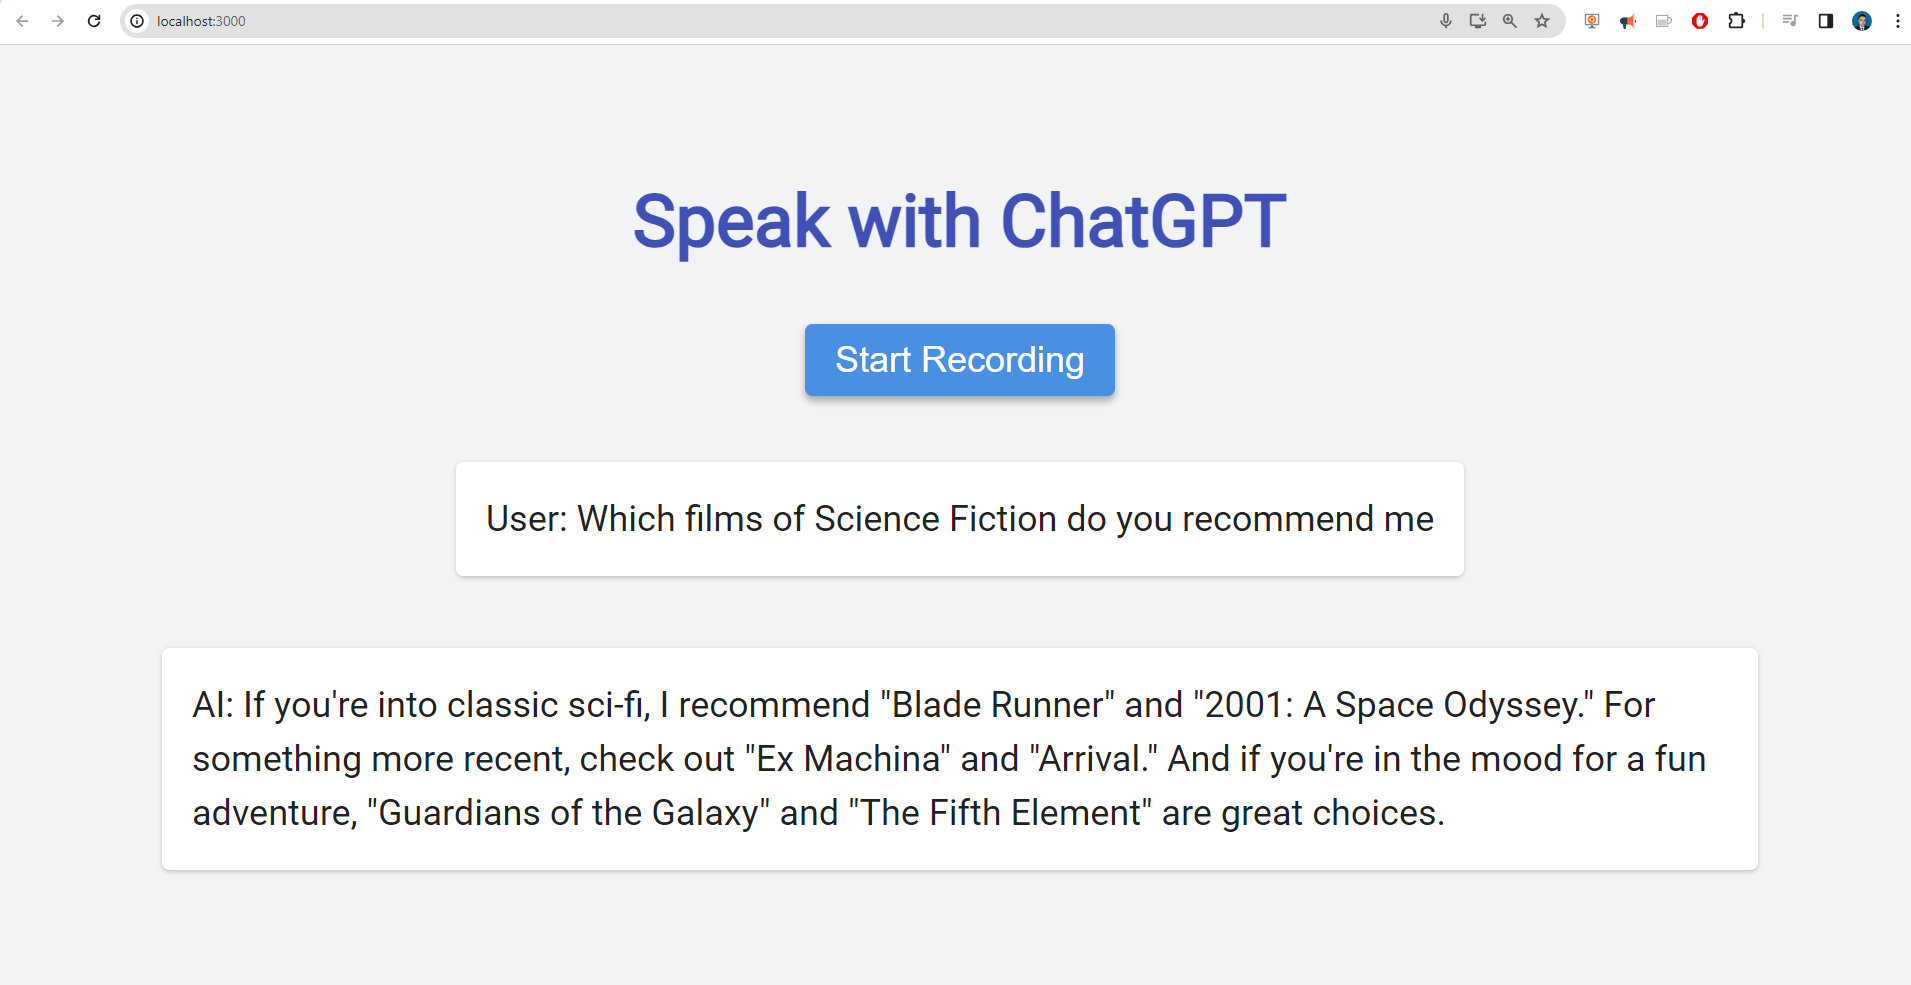 localhost:3000
Speak with ChatGPT
Start Recording
User: Which films of Science Fiction do you recommend me
AI: If you're into classic sci-fi, I recommend "Blade Runner" and "2001: A Space Odyssey." For
something more recent, check out "Ex Machina" and "Arrival." And if you're in the mood for a fun
adventure, "Guardians of the Galaxy" and "The Fifth Element" are great choices.